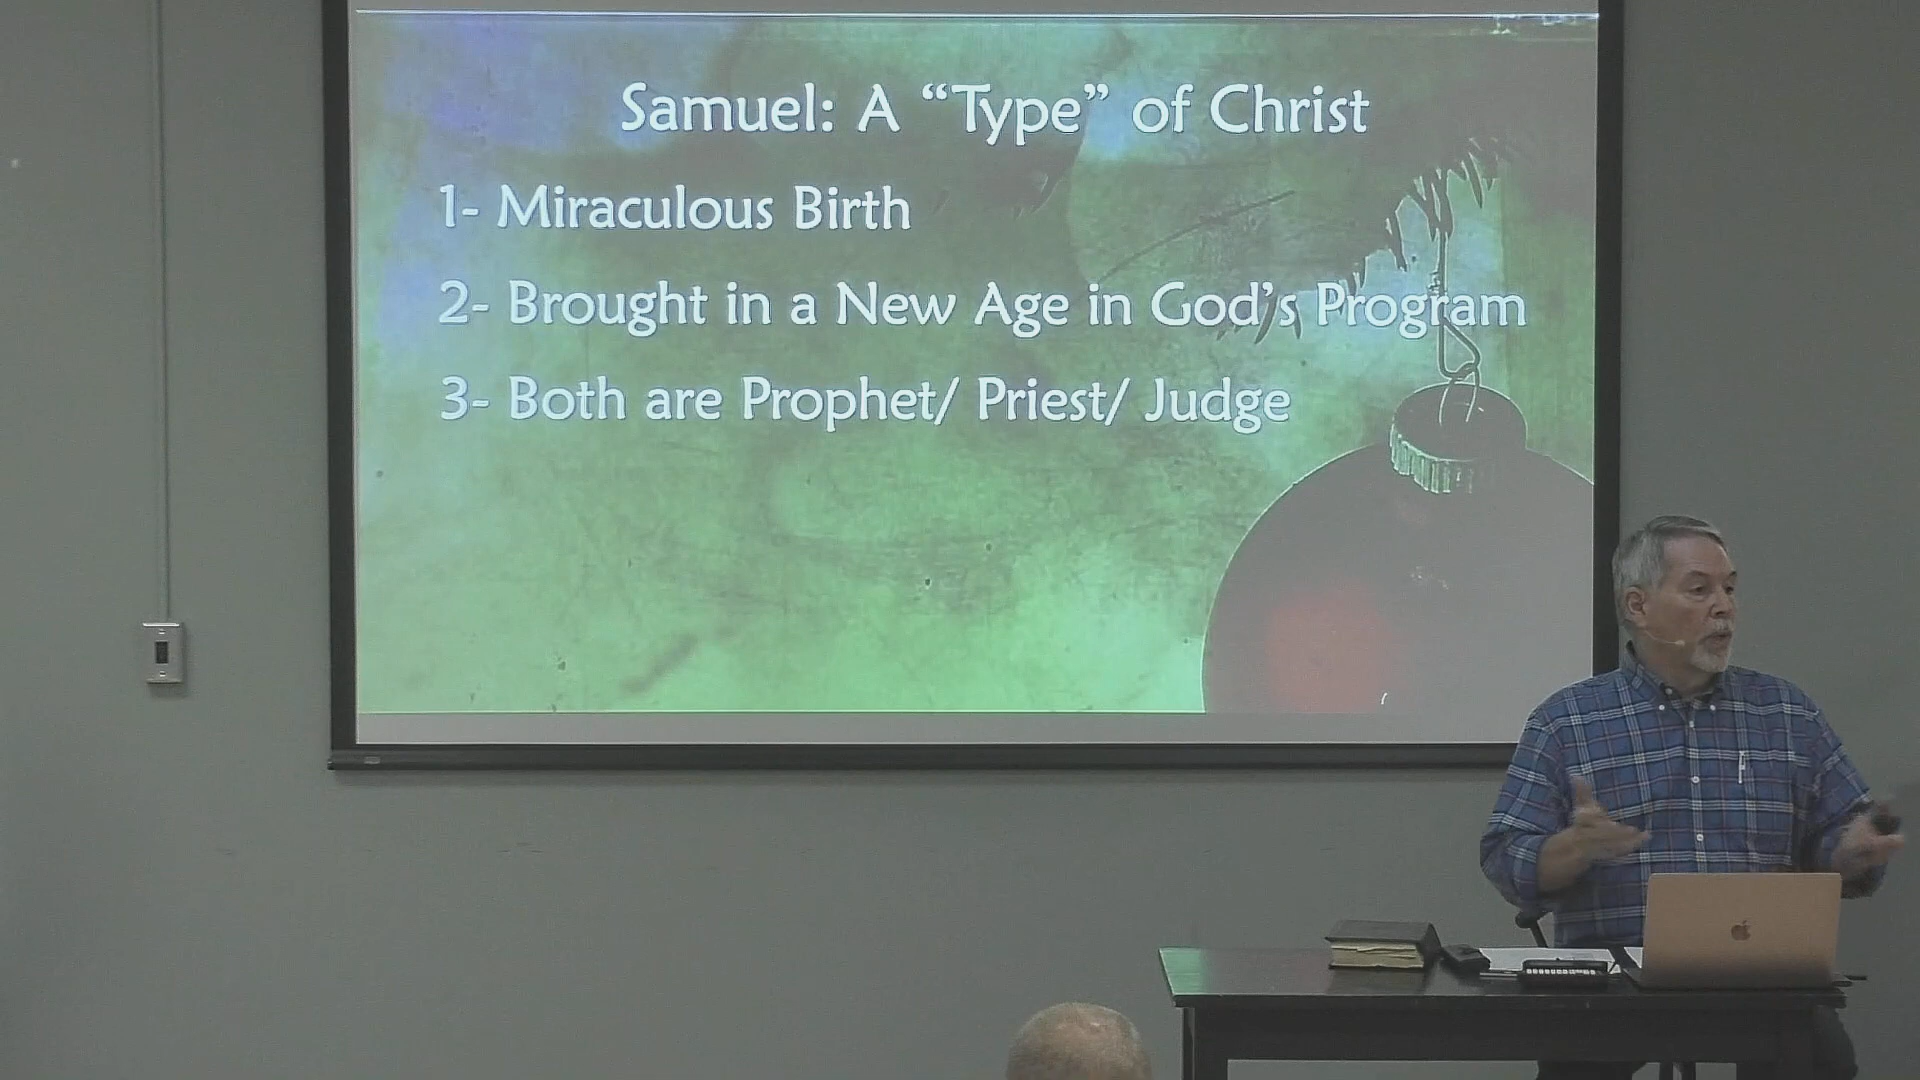 Samuel: A “Type” of Christ
1- Miraculous Birth
2- Brought in a New Age in God’s Program
3- Both are Prophet/ Priest/ Judge